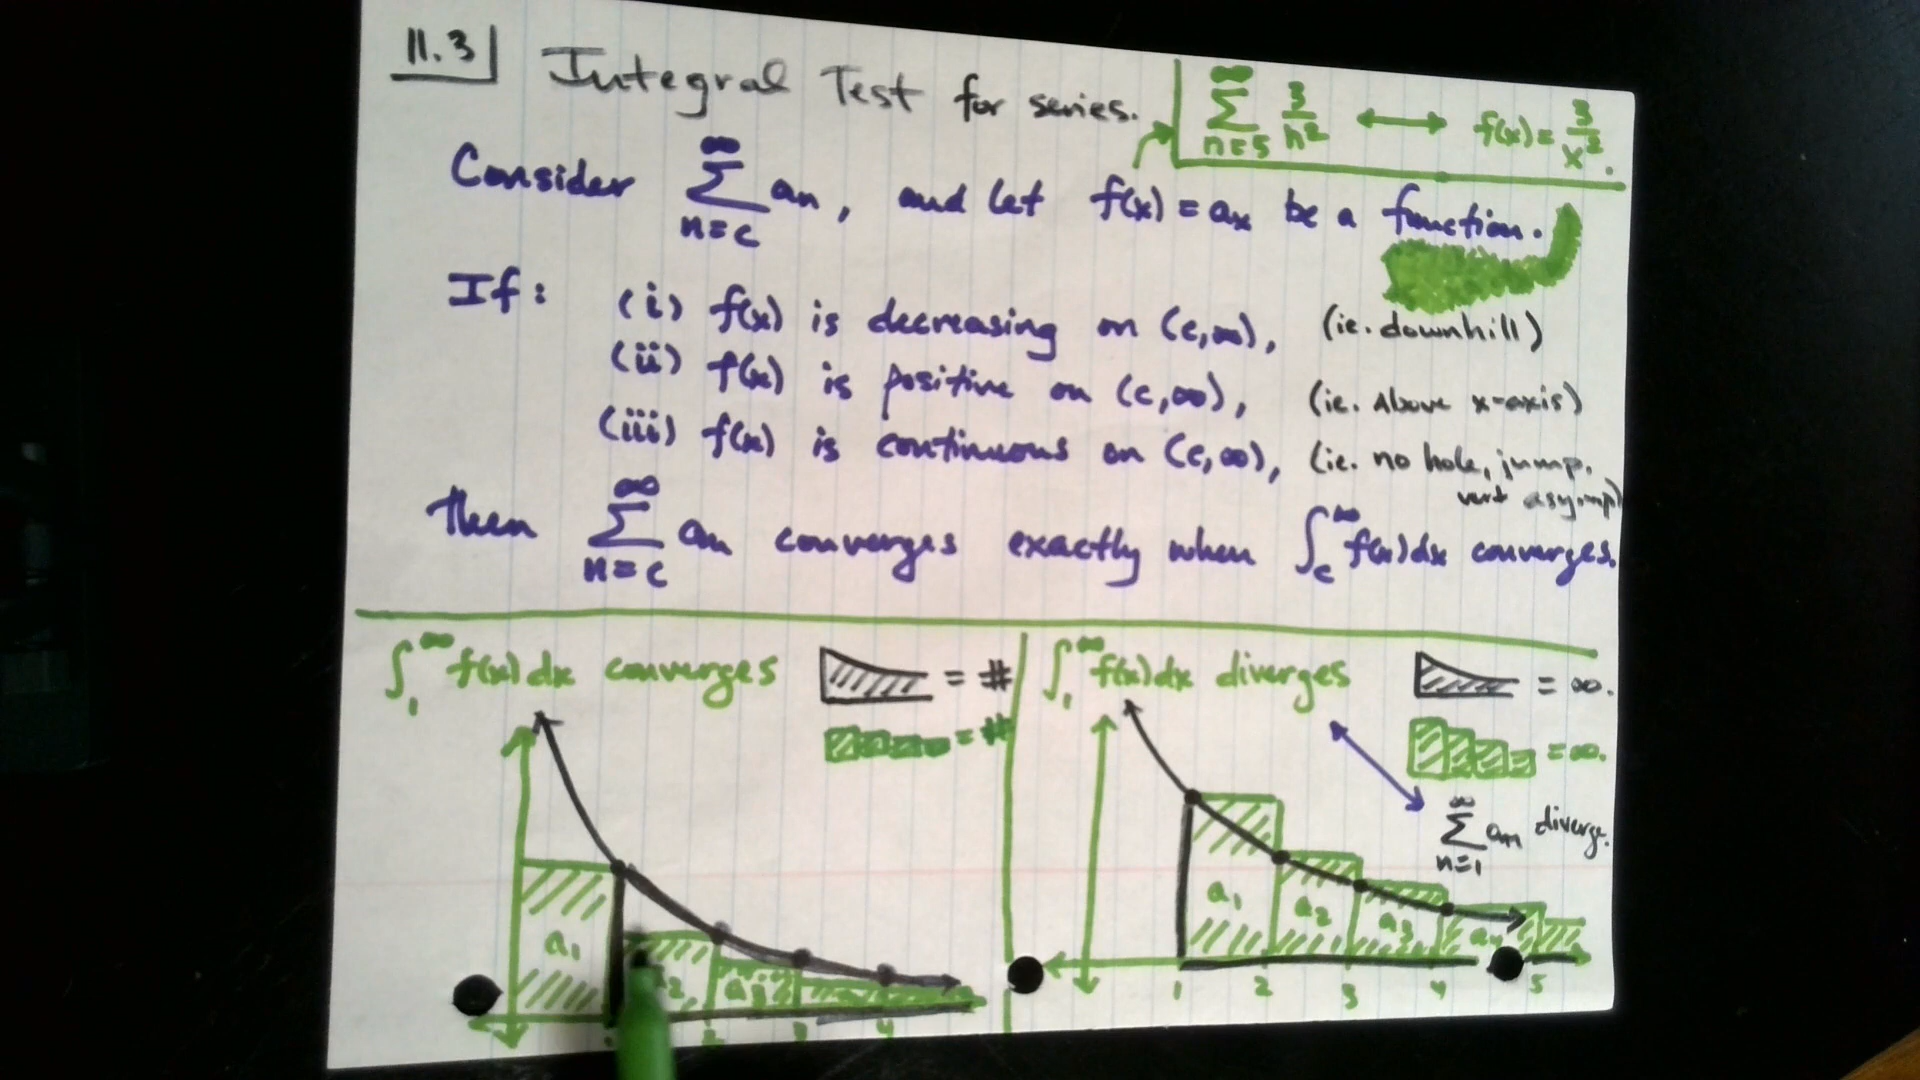 11.3 Integral Test for series.
∞ ∑ n=5 3/n² ⟷ f(x) = 3/x².
Consider ∞ ∑ n=c an, and let f(x) = ax be a function.
If: (i) f(x) is decreasing on (c,∞), (ie. downhill)
(ii) f(x) is positive on (c,∞), (ie. Above x-axis)
(iii) f(x) is continuous on (c,∞), (ie. no hole, jump,
vert asymp)
Then ∞ ∑ n=c an converges exactly when ∫c^∞ f(x)dx converges.
∫1^∞ f(x)dx converges
= #
= #
a1
a2
a3
2
3
4
∫1^∞ f(x)dx diverges
= ∞.
= ∞.
∞ ∑ n=1 an diverge.
a1
a2
a3
a4
1 2 3 4 5